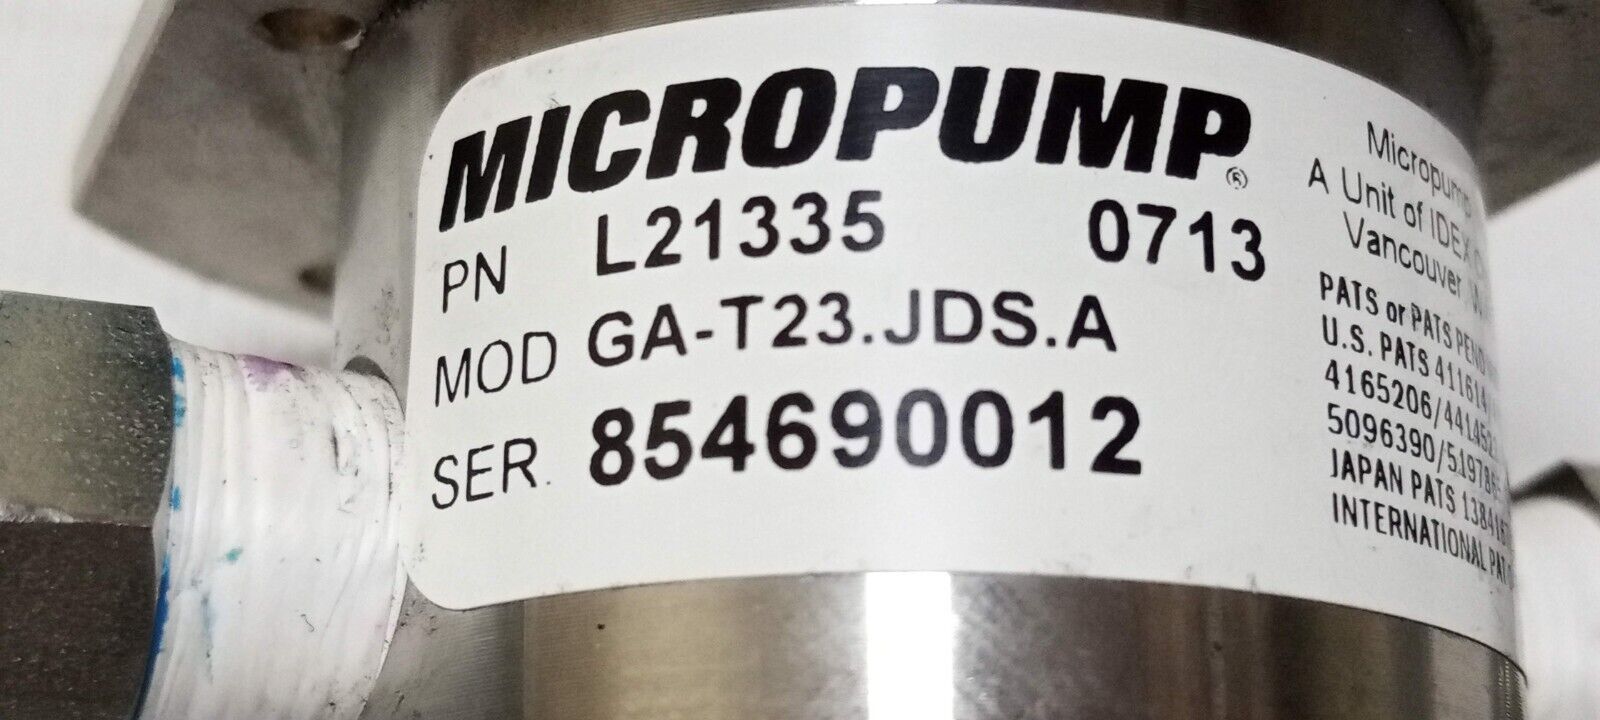 MICROPUMP®
PN L21335 0713
MOD GA-T23.JDS.A
SER. 854690012
Micropump
A Unit of IDEX
Vancouver
PATS or PATS
U.S. PATS
4165206/
5096390/
JAPAN PATS
INTERNATIONAL